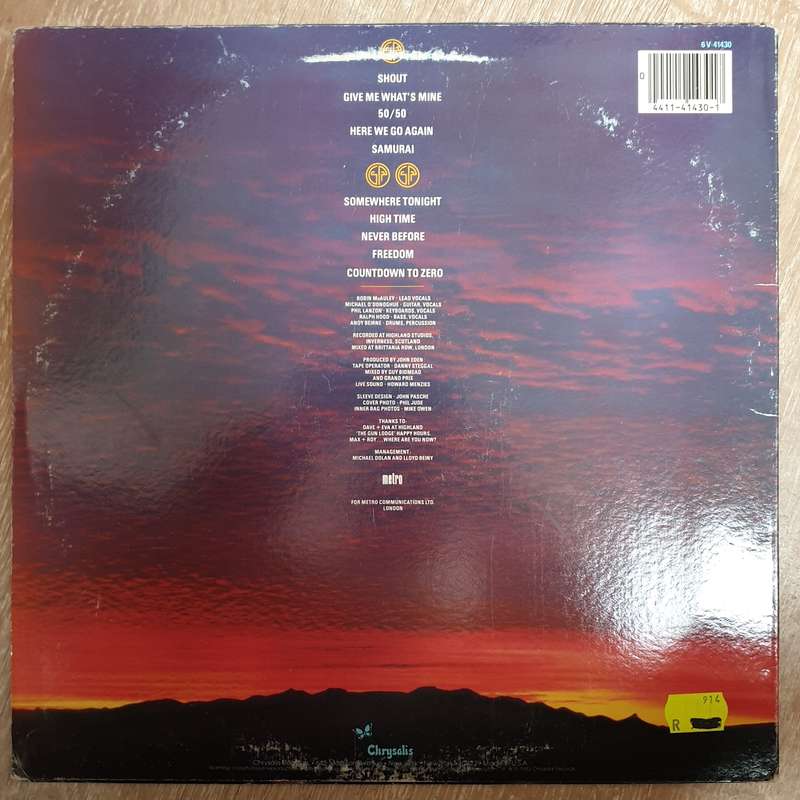 6V 41430
0
4411-41430-1
GP
SHOUT
GIVE ME WHAT'S MINE
50/50
HERE WE GO AGAIN
SAMURAI
GP GP
SOMEWHERE TONIGHT
HIGH TIME
NEVER BEFORE
FREEDOM
COUNTDOWN TO ZERO
ROBIN McAULEY · LEAD VOCALS
MICHAEL O'DONOGHUE · GUITAR, VOCALS
PHIL LANZON · KEYBOARDS, VOCALS
RALPH HOOD · BASS, VOCALS
ANDY BEIRNE · DRUMS, PERCUSSION
RECORDED AT HIGHLAND STUDIOS,
INVERNESS, SCOTLAND
MIXED AT BRITTANIA ROW, LONDON
PRODUCED BY JOHN EDEN
TAPE OPERATOR · DANNY STEGGAL
MIXED BY GUY BIDMEAD
AND GRAND PRIX
LIVE SOUND · HOWARD MENZIES
SLEEVE DESIGN · JOHN PASCHE
COVER PHOTO · PHIL JUDE
INNER BAG PHOTOS · MIKE OWEN
THANKS TO:
DAVE + EVA AT HIGHLAND
'THE GUN LODGE' HAPPY HOURS,
MAX + ROY...WHERE ARE YOU NOW?
MANAGEMENT:
MICHAEL DOLAN AND LLOYD BEINY
metro
FOR METRO COMMUNICATIONS LTD.
LONDON
914
R
Chrysalis